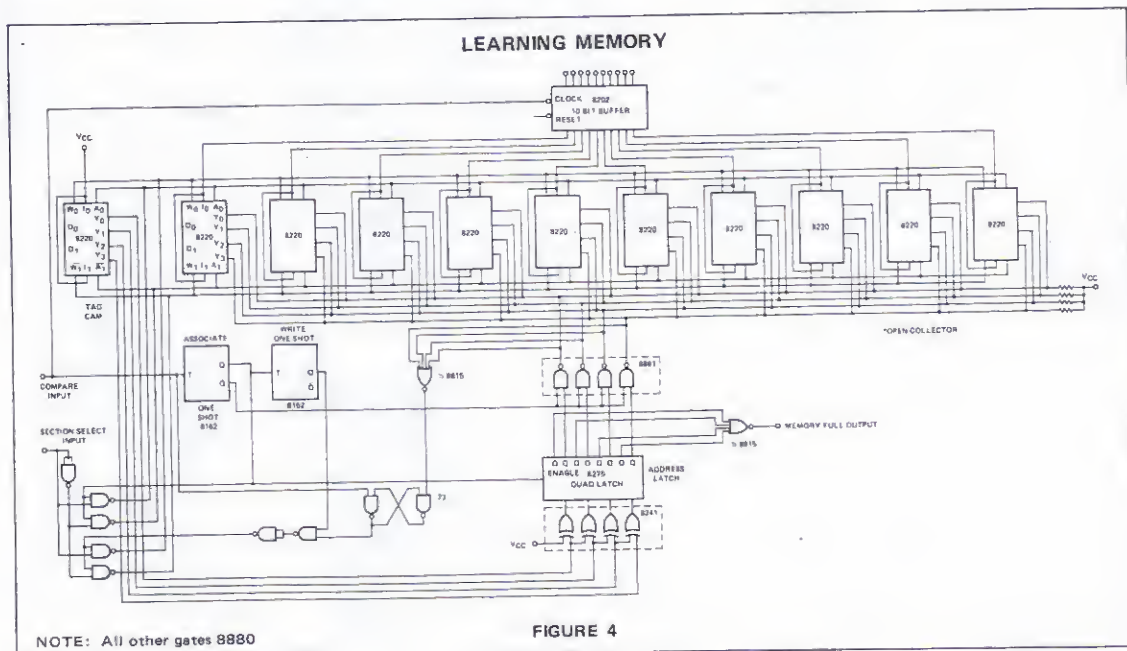 LEARNING MEMORY
CLOCK 8202
10 BIT BUFFER
RESET
VCC
W0 I0 A0
Y0
D0
Y1
8220
Y2
D1
Y3
W1 I1 A1
TAG
CAM
W0 I0 A0
Y0
D0
Y1
8220
Y2
D1
Y3
W1 I1 A1
8220
8220
8220
8220
8220
8220
8220
8220
8220
VCC
*OPEN COLLECTOR
COMPARE
INPUT
ASSOCIATE
T Q
Q
ONE
SHOT
8162
WRITE
ONE SHOT
T Q
Q
8162
½ 8815
8881
MEMORY FULL OUTPUT
½ 8815
SECTION SELECT
INPUT
Q Q Q Q Q Q Q Q
ENABLE 8275
QUAD LATCH
ADDRESS
LATCH
8241
VCC
NOTE: All other gates 8880
FIGURE 4